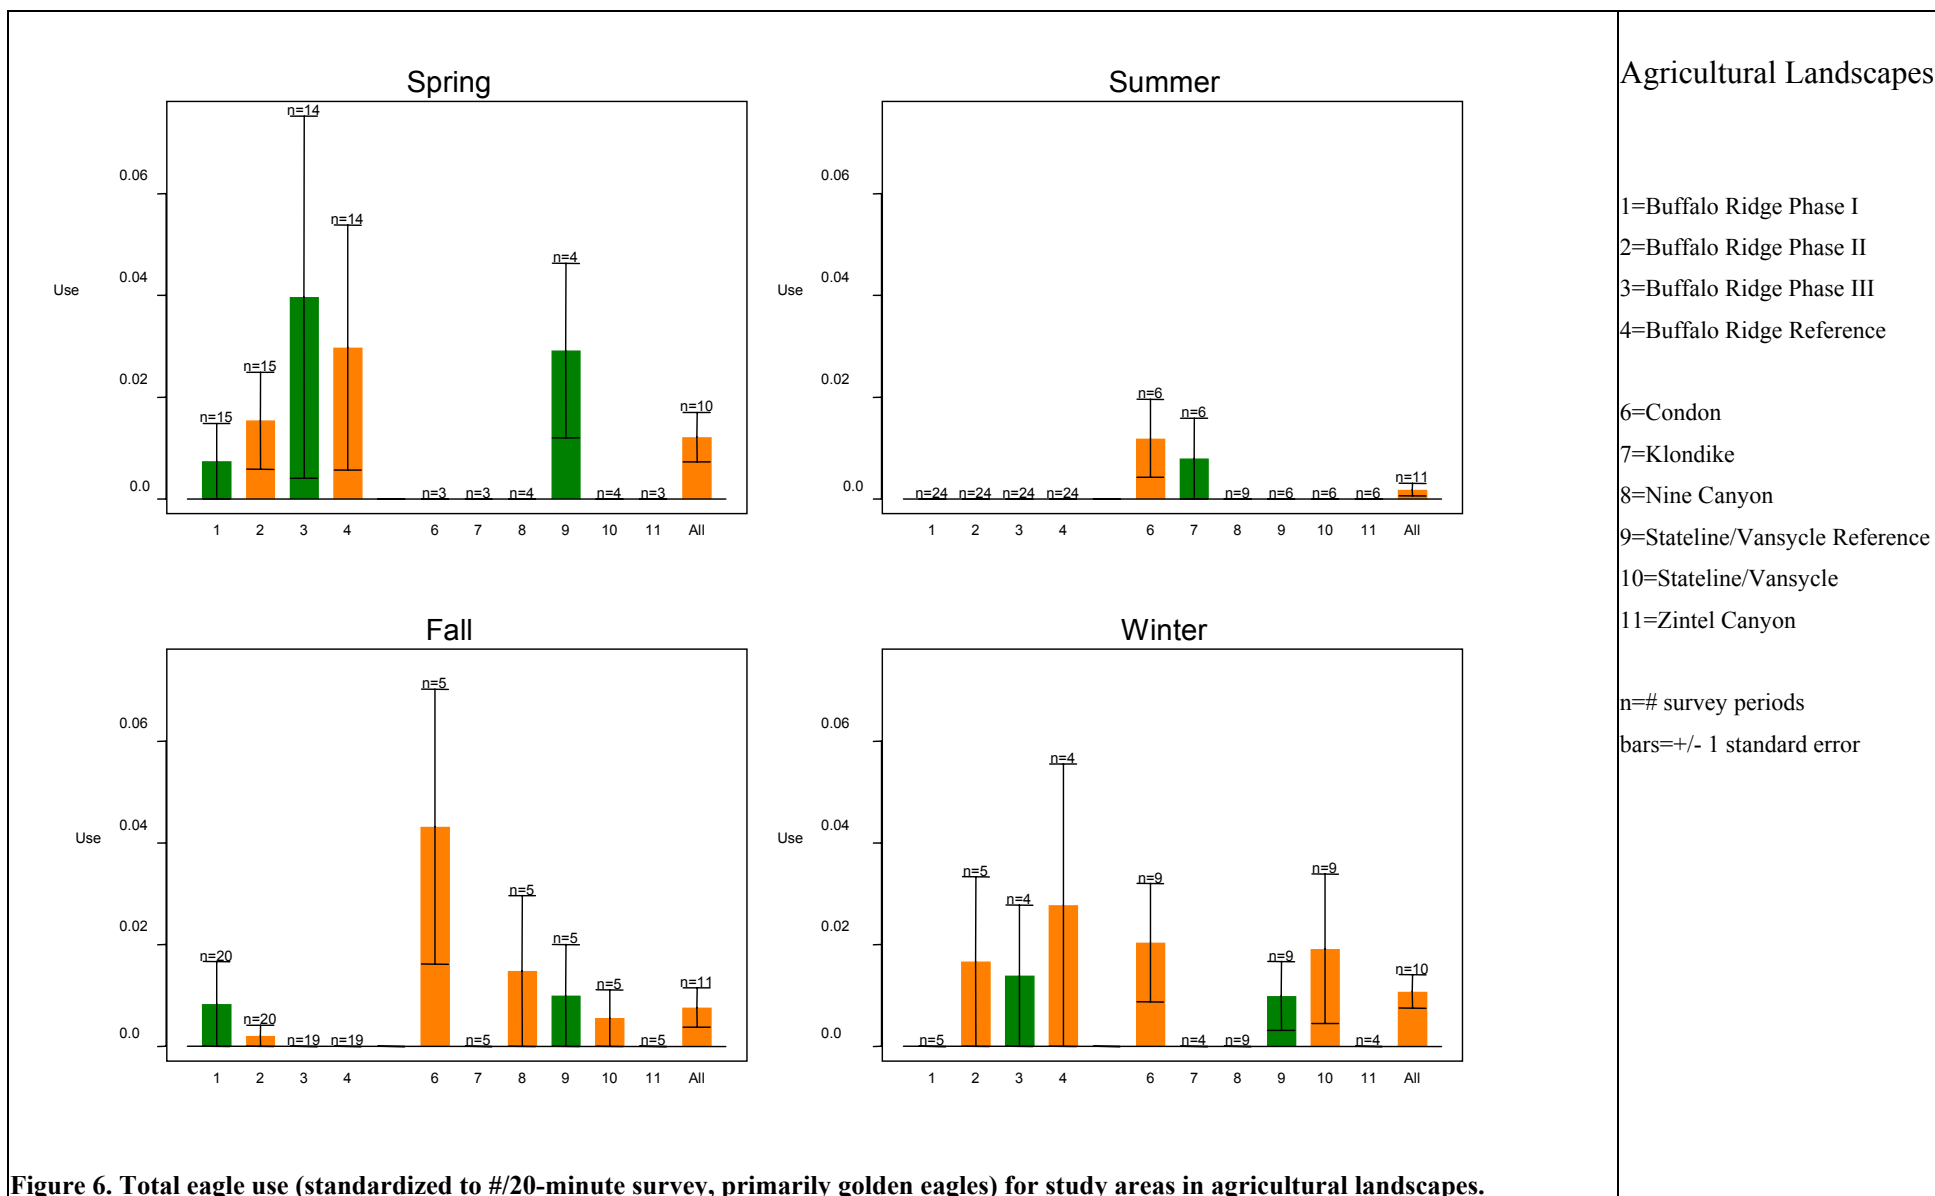 Spring
n=14
0.06
n=14
n=4
0.04
Use
n=15
0.02
n=15
n=10
0.0
n=3 n=3 n=4 n=4 n=3
1 2 3 4 6 7 8 9 10 11 All
Summer
0.06
0.04
Use
0.02
n=6
n=6
n=11
0.0
n=24 n=24 n=24 n=24 n=9 n=6 n=6 n=6
1 2 3 4 6 7 8 9 10 11 All
Fall
n=5
0.06
0.04
Use
n=5
0.02
n=20
n=5
n=5
n=11
n=20
0.0
n=19 n=19 n=5 n=5
1 2 3 4 6 7 8 9 10 11 All
Winter
0.06
n=4
0.04
Use
n=5
n=9
n=9
n=4
0.02
n=9
n=10
0.0
n=5 n=4 n=9 n=4
1 2 3 4 6 7 8 9 10 11 All
Agricultural Landscapes
1=Buffalo Ridge Phase I
2=Buffalo Ridge Phase II
3=Buffalo Ridge Phase III
4=Buffalo Ridge Reference
6=Condon
7=Klondike
8=Nine Canyon
9=Stateline/Vansycle Reference
10=Stateline/Vansycle
11=Zintel Canyon
n=# survey periods
bars=+/- 1 standard error
Figure 6. Total eagle use (standardized to #/20-minute survey, primarily golden eagles) for study areas in agricultural landscapes.